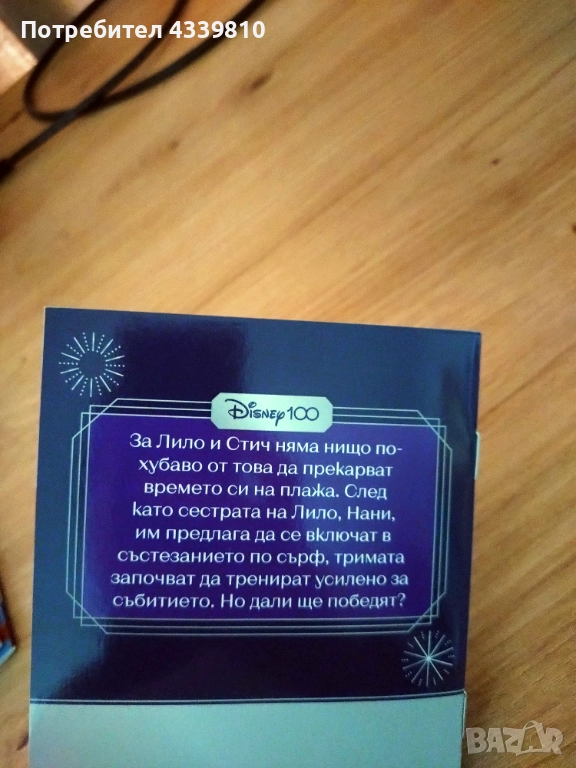 Потребител 4339810
Disney100
За Лило и Стич няма нищо по-
хубаво от това да прекарват
времето си на плажа. След
като сестрата на Лило, Нани,
им предлага да се включат в
състезанието по сърф, тримата
започват да тренират усилено за
събитието. Но дали ще победят?
BAZAR